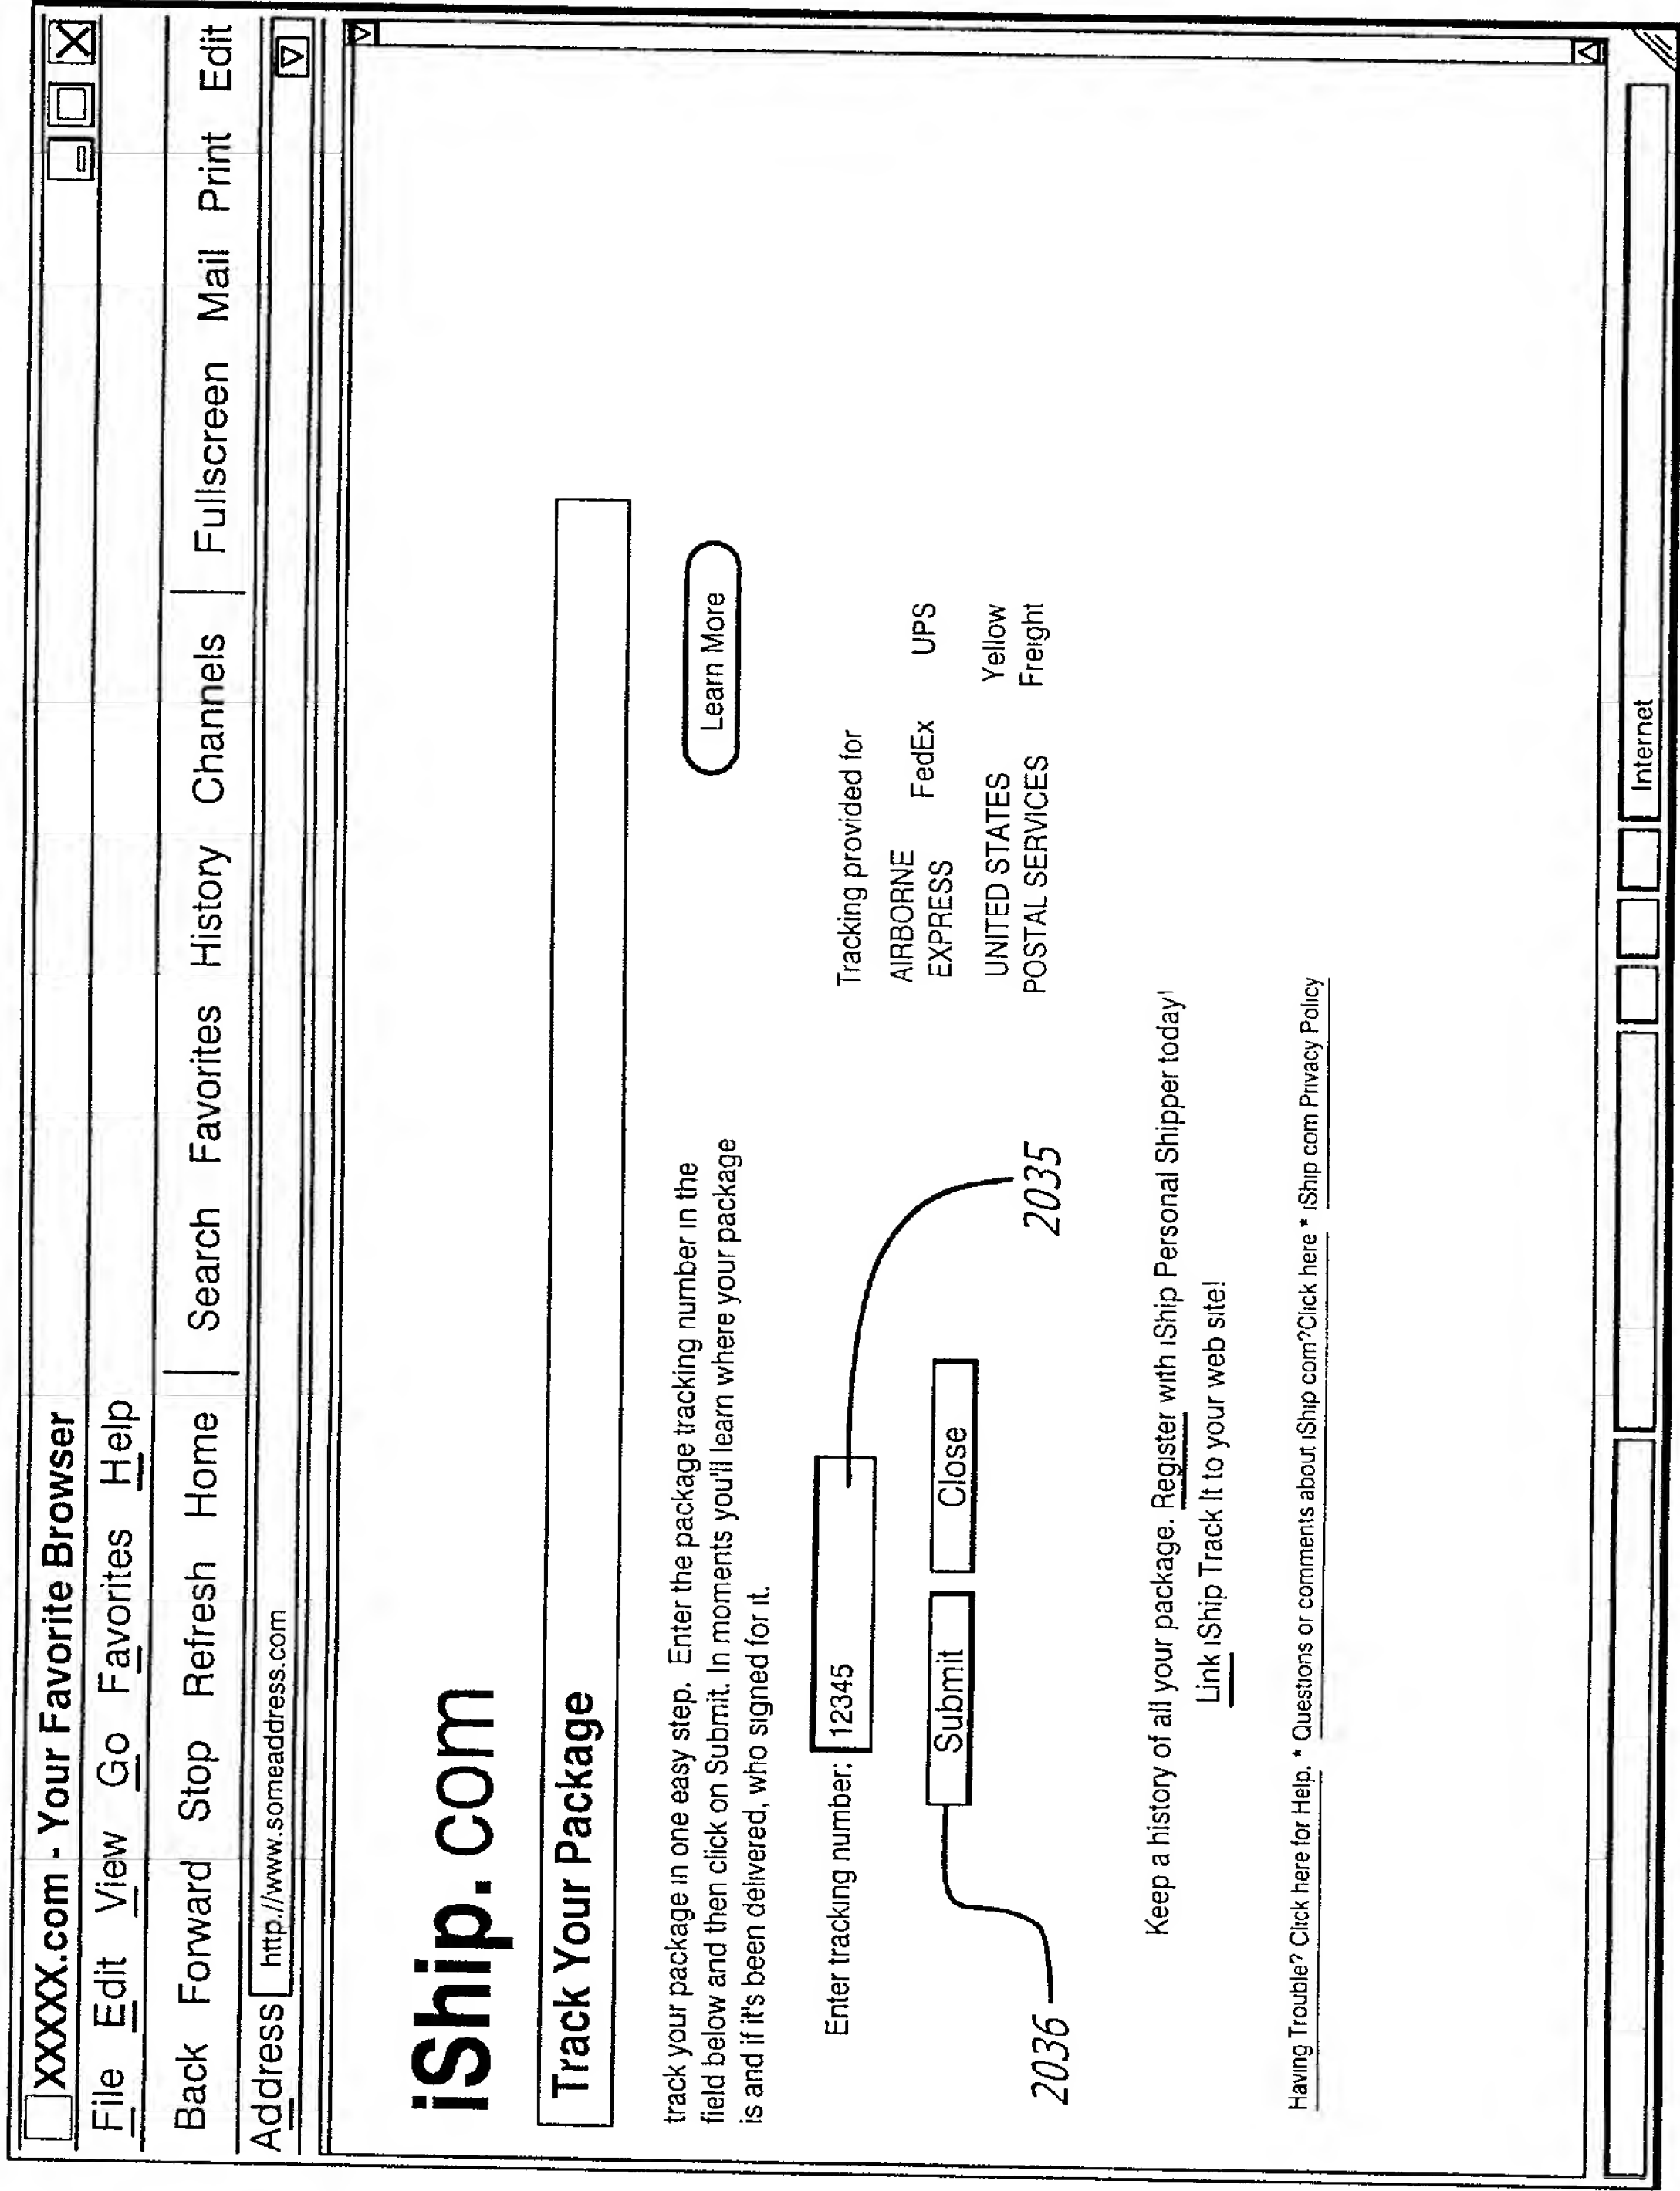 XXXXX.com - Your Favorite Browser
File Edit View Go Favorites Help
Back Forward Stop Refresh Home Search Favorites History Channels Fullscreen Mail Print Edit
Address http://www.someaddress.com
iShip.com
Track Your Package
track your package in one easy step. Enter the package tracking number in the
field below and then click on Submit. In moments you'll learn where your package
is and if it's been delivered, who signed for it.
Learn More
Enter tracking number: 12345
Submit Close
2035
2036
Tracking provided for
AIRBORNE EXPRESS FedEx UPS
UNITED STATES POSTAL SERVICES Yellow Freight
Keep a history of all your package. Register with iShip Personal Shipper today!
Link iShip Track It to your web site!
Having Trouble? Click here for Help. * Questions or comments about iShip com?Click here * iShip com Privacy Policy
Internet